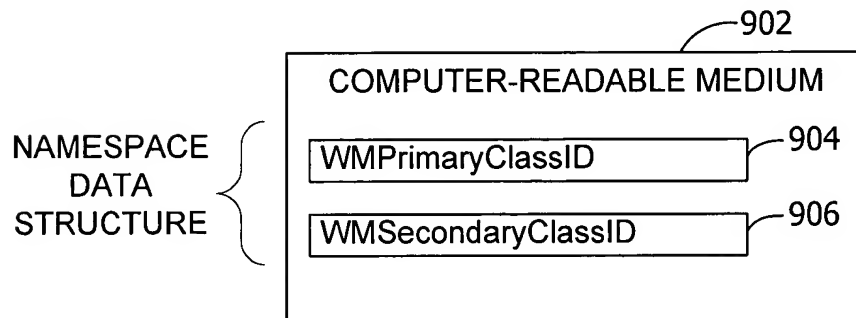 902
COMPUTER-READABLE MEDIUM
NAMESPACE
DATA
STRUCTURE
WMPrimaryClassID
904
WMSecondaryClassID
906